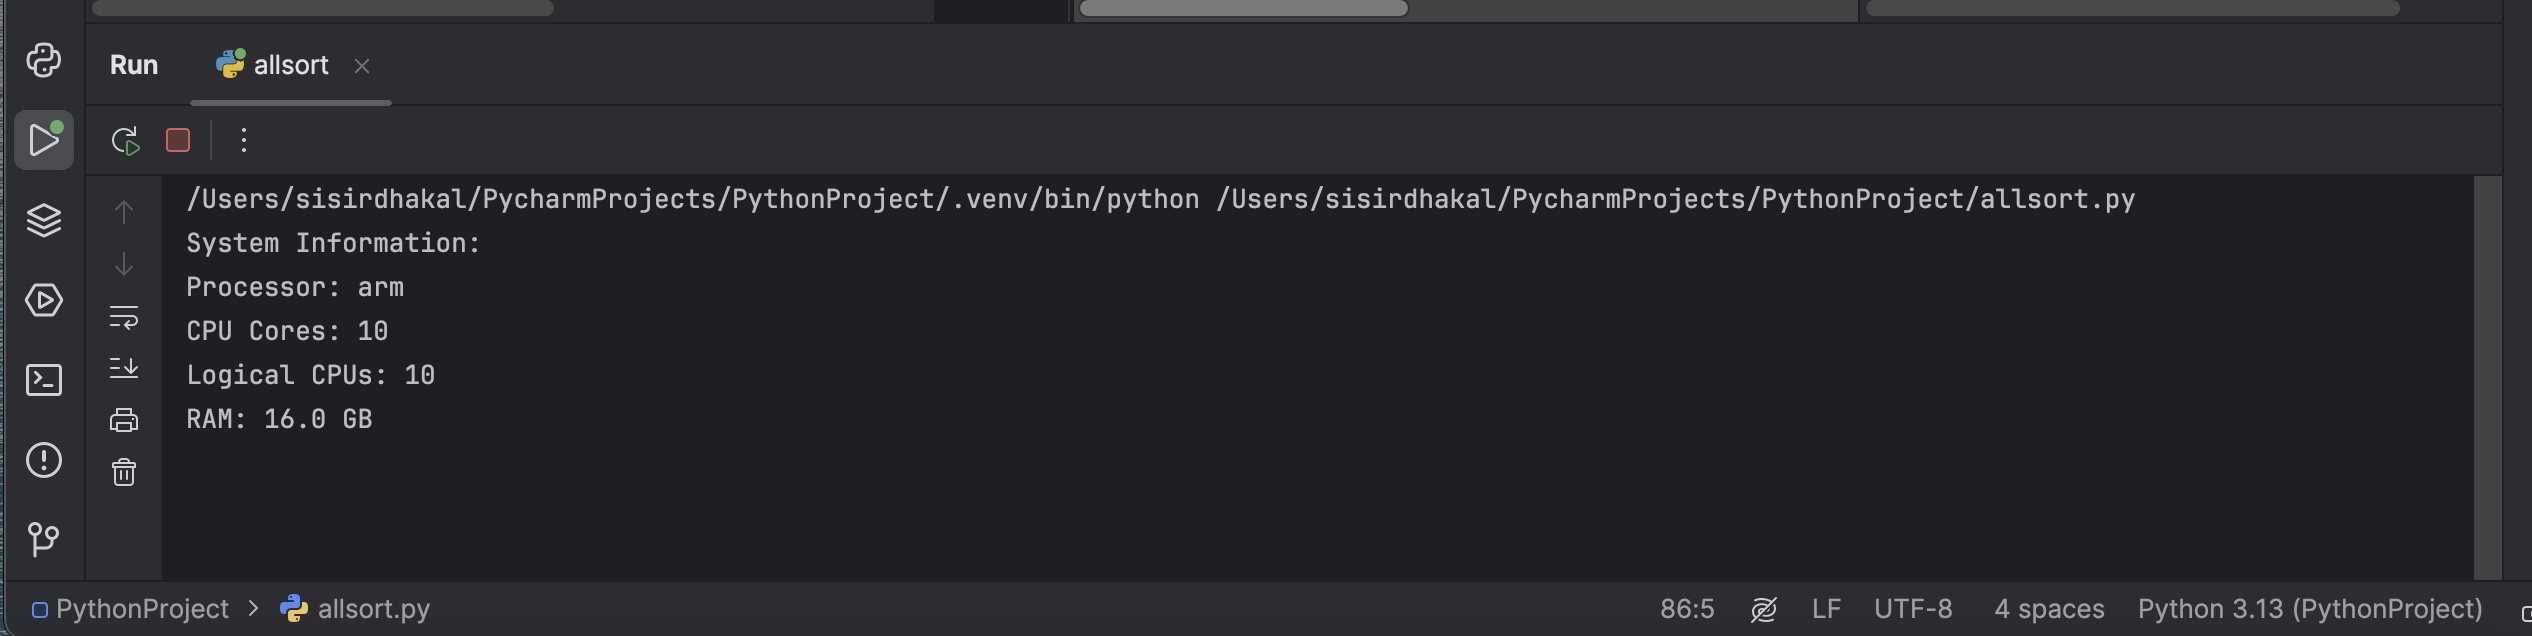 Run allsort
/Users/sisirdhakal/PycharmProjects/PythonProject/.venv/bin/python /Users/sisirdhakal/PycharmProjects/PythonProject/allsort.py
System Information:
Processor: arm
CPU Cores: 10
Logical CPUs: 10
RAM: 16.0 GB
PythonProject > allsort.py 86:5 LF UTF-8 4 spaces Python 3.13 (PythonProject)